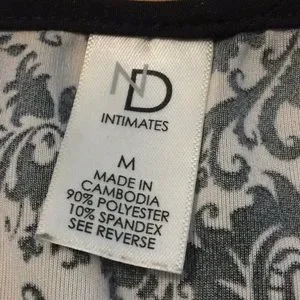 ND
INTIMATES
M
MADE IN
CAMBODIA
90% POLYESTER
10% SPANDEX
SEE REVERSE